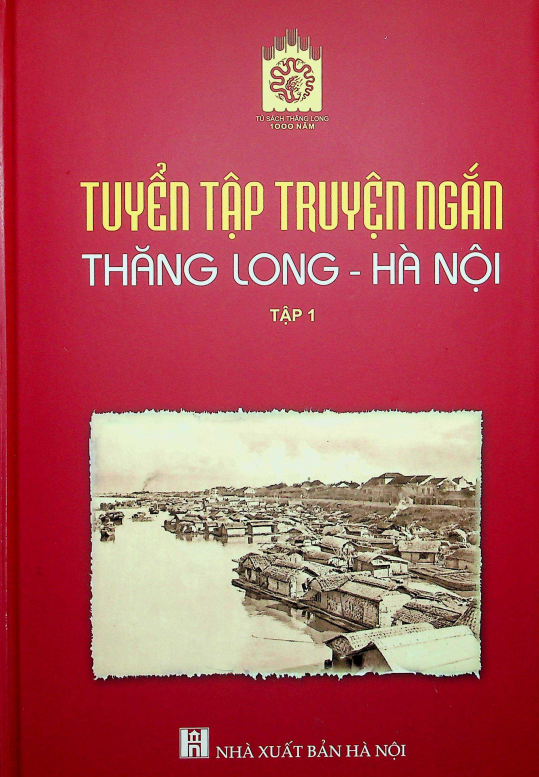 TỦ SÁCH THĂNG LONG
1000 NĂM
TUYỂN TẬP TRUYỆN NGẮN
THĂNG LONG - HÀ NỘI
TẬP 1
NHÀ XUẤT BẢN HÀ NỘI